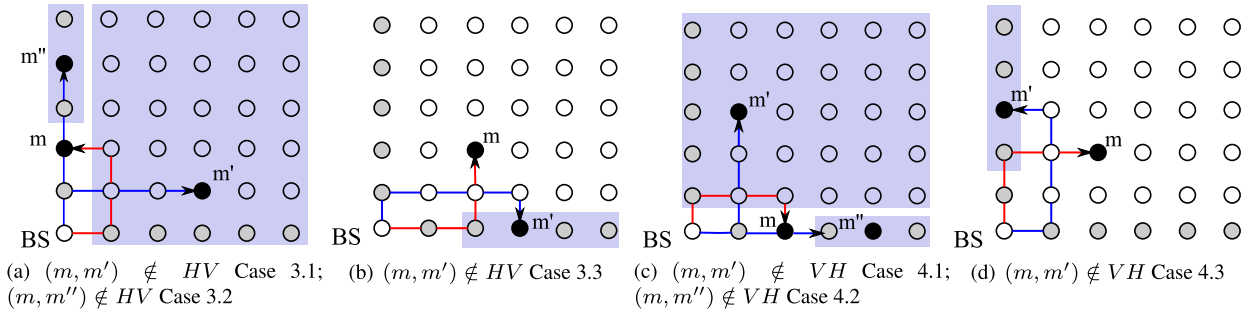 m"
m
m'
BS
m
m'
BS
m'
m
m"
BS
m'
m
BS
(a) (m, m′) ∉ HV Case 3.1;
(m, m″) ∉ HV Case 3.2
(b) (m, m′) ∉ HV Case 3.3
(c) (m, m′) ∉ VH Case 4.1;
(m, m″) ∉ VH Case 4.2
(d) (m, m′) ∉ VH Case 4.3